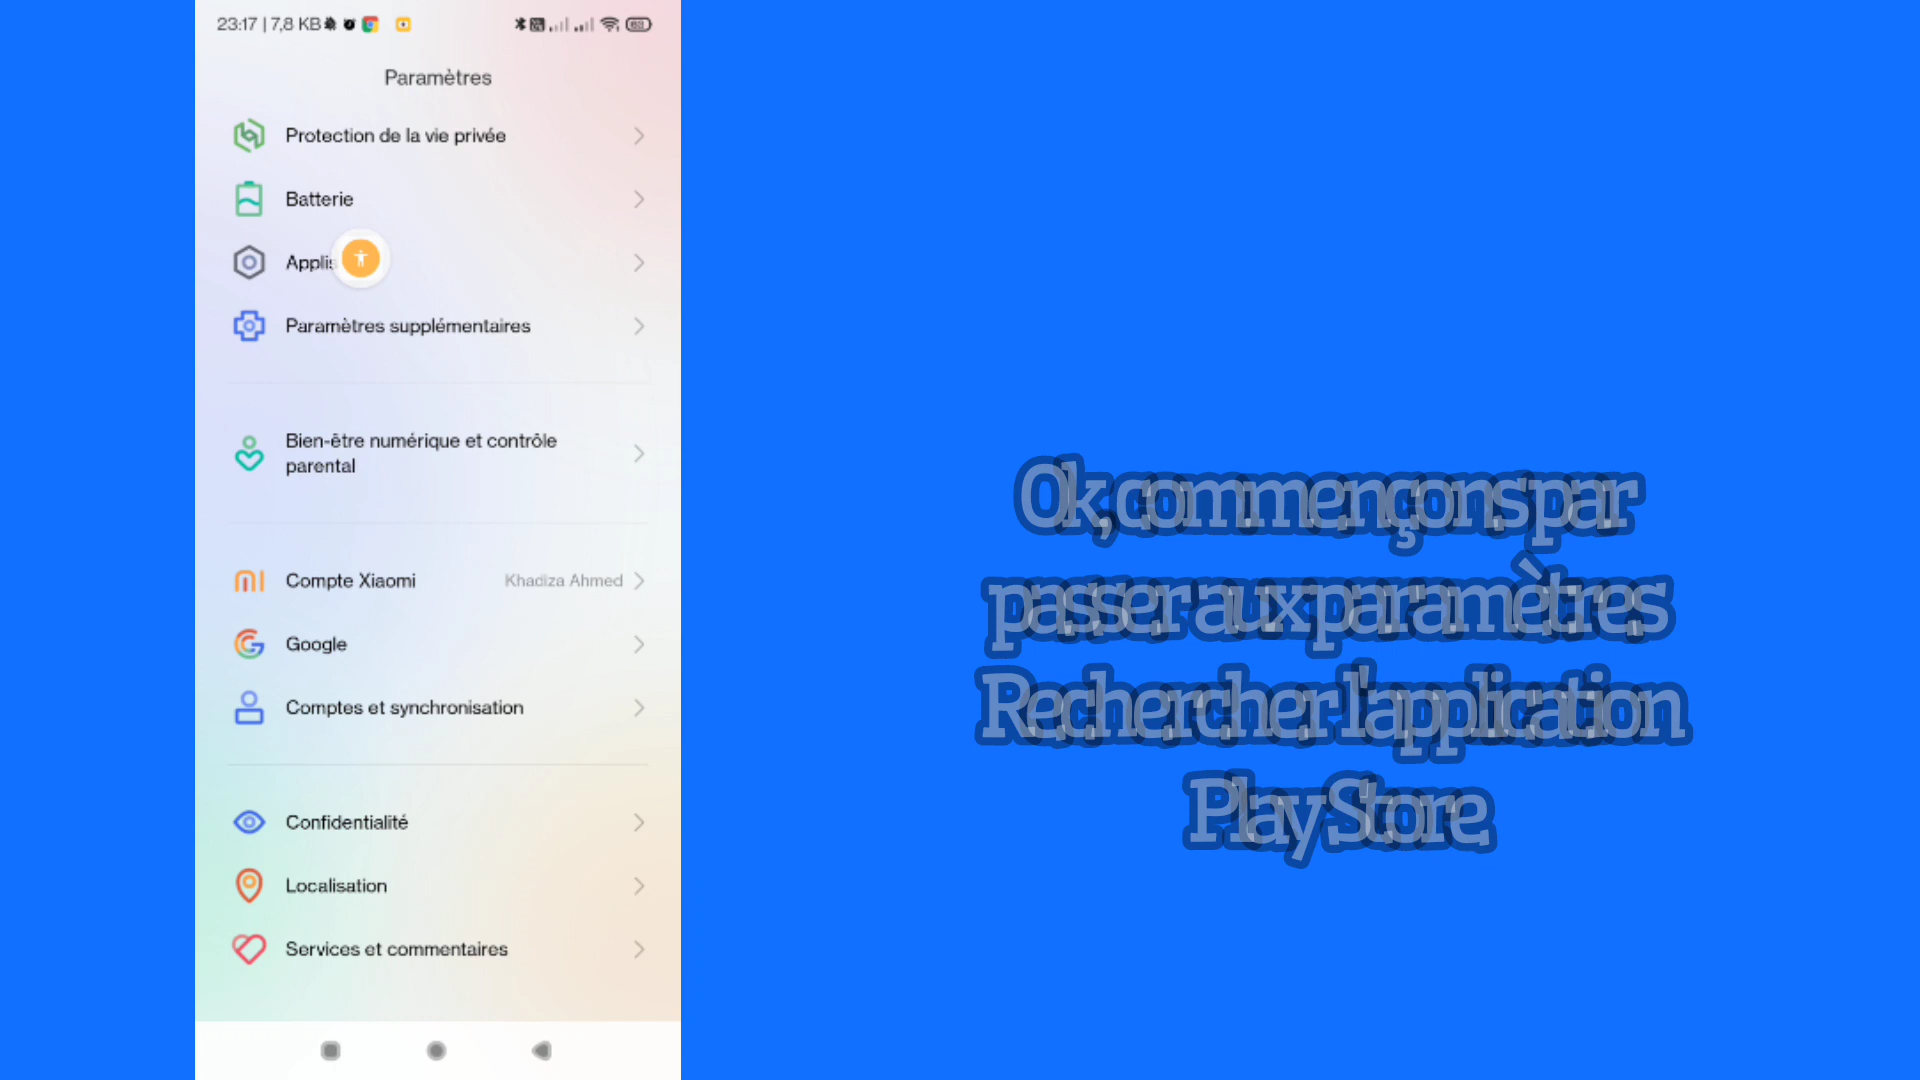 23:17 | 7,8 KB
Paramètres
Protection de la vie privée
Batterie
Applis
Paramètres supplémentaires
Bien-être numérique et contrôle
parental
Compte Xiaomi Khadiza Ahmed
Google
Comptes et synchronisation
Confidentialité
Localisation
Services et commentaires
Ok, commençons par
passer aux paramètres
Rechercher l'application
Play Store